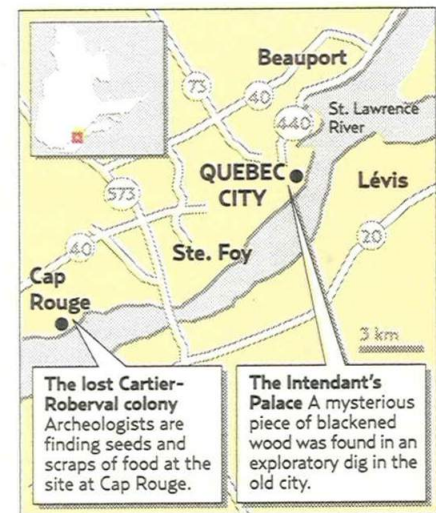 Beauport
73
40
440
St. Lawrence
River
QUEBEC
CITY
Lévis
573
20
40
Ste. Foy
Cap
Rouge
3 km
The lost Cartier-
Roberval colony
Archeologists are
finding seeds and
scraps of food at the
site at Cap Rouge.
The Intendant's
Palace A mysterious
piece of blackened
wood was found in an
exploratory dig in the
old city.